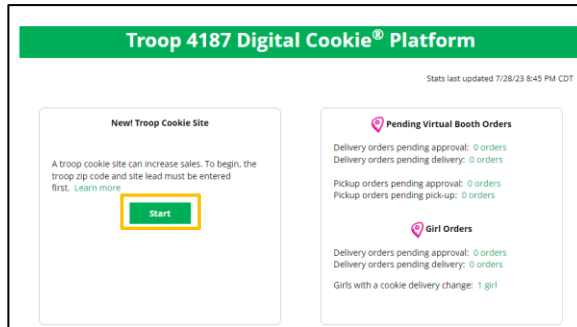 Troop 4187 Digital Cookie® Platform
Stats last updated 7/28/23 8:45 PM CDT
New! Troop Cookie Site
A troop cookie site can increase sales. To begin, the
troop zip code and site lead must be entered
first. Learn more
Start
Pending Virtual Booth Orders
Delivery orders pending approval: 0 orders
Delivery orders pending delivery: 0 orders
Pickup orders pending approval: 0 orders
Pickup orders pending pick-up: 0 orders
Girl Orders
Delivery orders pending approval: 0 orders
Delivery orders pending delivery: 0 orders
Girls with a cookie delivery change: 1 girl